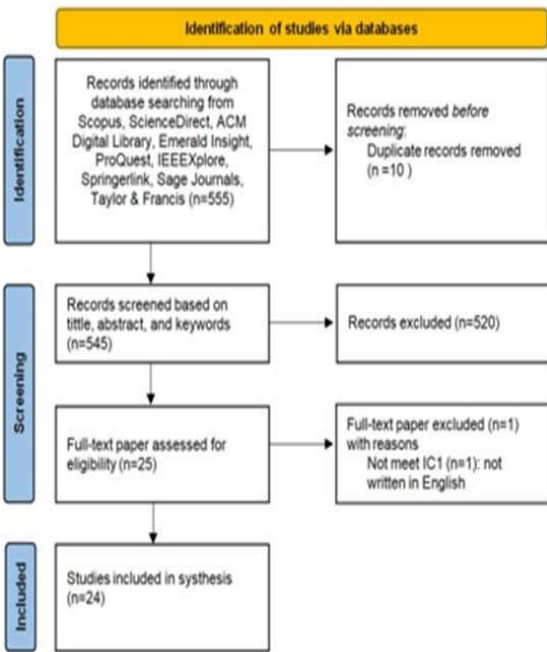 Identification of studies via databases
Identification
Records identified through
database searching from
Scopus, ScienceDirect, ACM
Digital Library, Emerald Insight,
ProQuest, IEEEXplore,
Springerlink, Sage Journals,
Taylor & Francis (n=555)
Records removed before
screening:
Duplicate records removed
(n =10 )
Screening
Records screened based on
tittle, abstract, and keywords
(n=545)
Records excluded (n=520)
Full-text paper assessed for
eligibility (n=25)
Full-text paper excluded (n=1)
with reasons
Not meet IC1 (n=1): not
written in English
Included
Studies included in systhesis
(n=24)